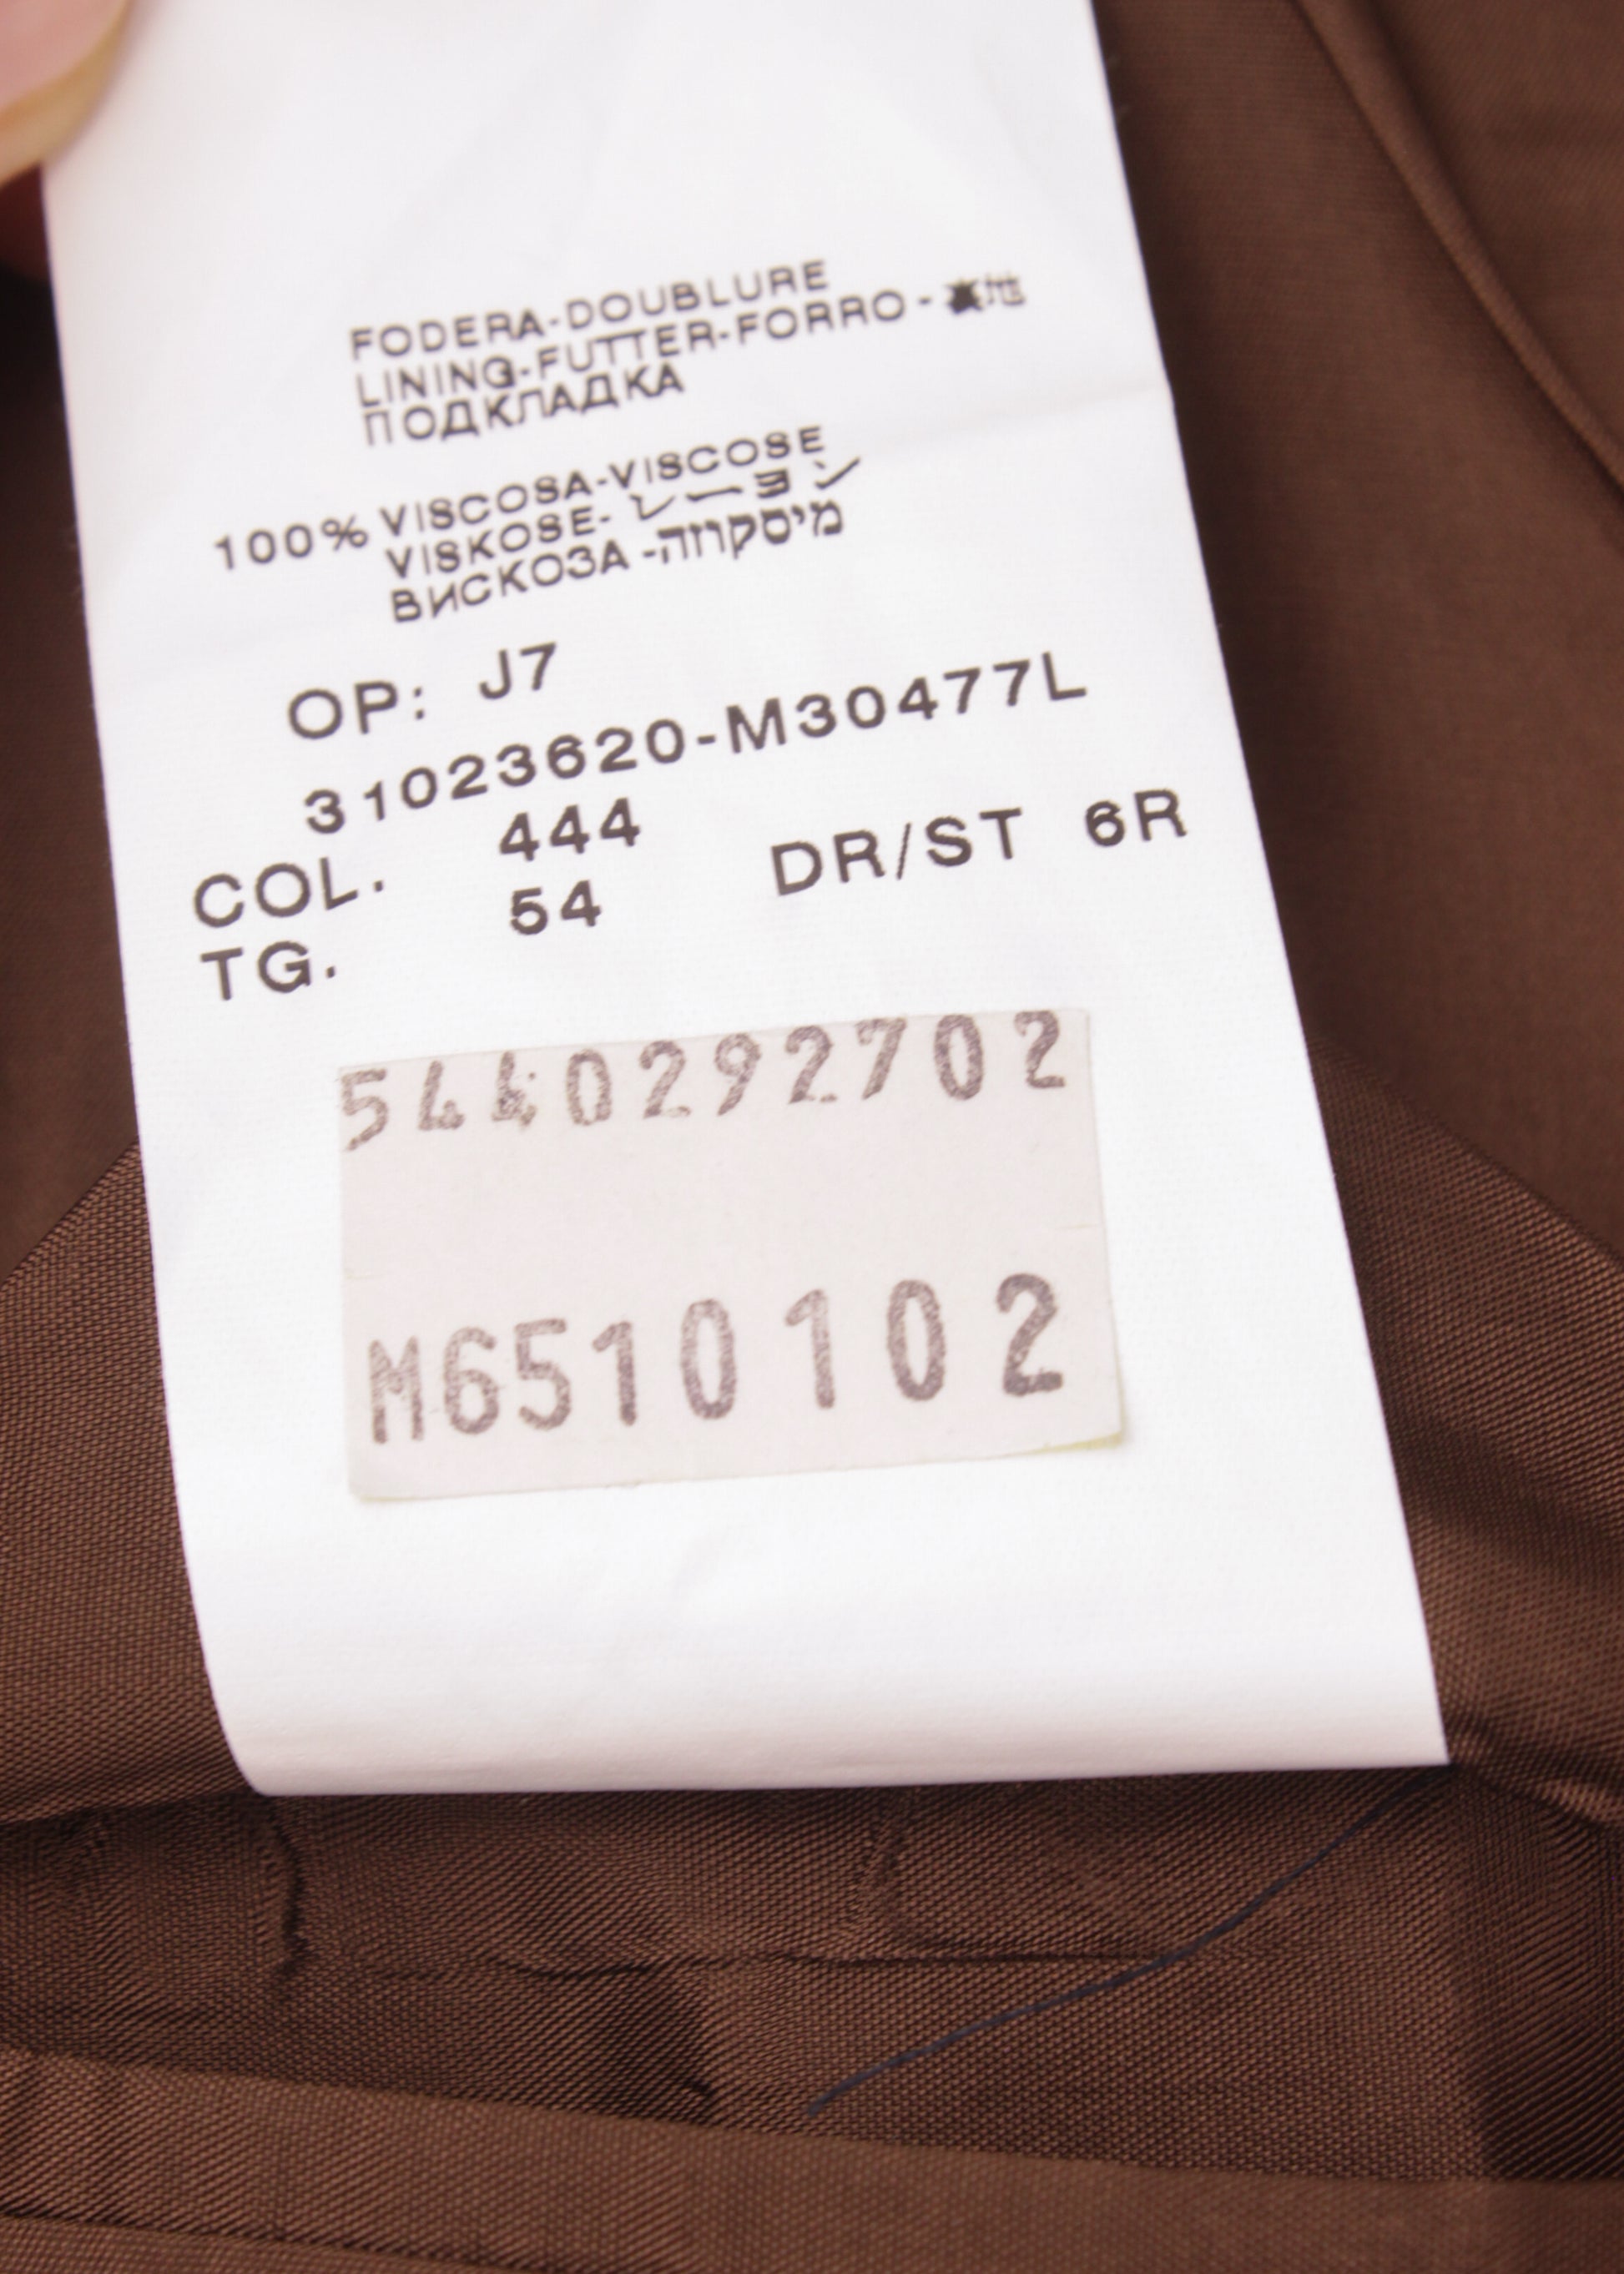 FODERA-DOUBLURE
LINING-FUTTER-FORRO -
ПОДКЛАДКА
100% VISCOSA-VISCOSE
VISKOSE- レーヨン
ВИСКОЗА -מיסקוזה
OP: J7
31023620-M30477L
COL. 444 DR/ST 6R
TG. 54
5440292702
M6510102